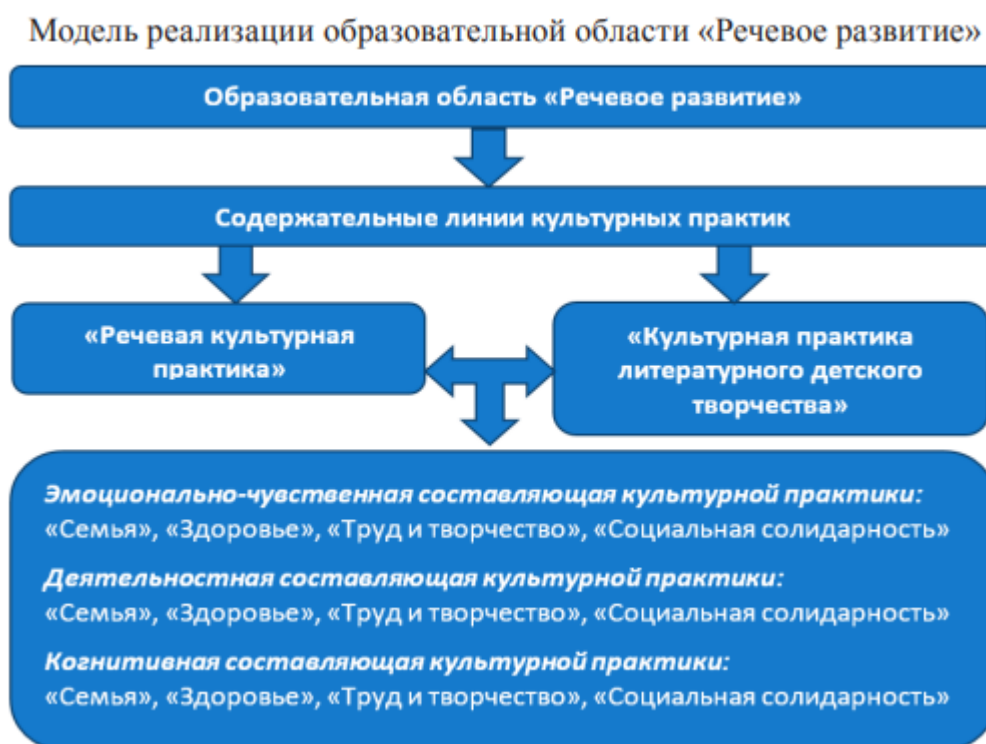 Модель реализации образовательной области «Речевое развитие»
Образовательная область «Речевое развитие»
Содержательные линии культурных практик
«Речевая культурная
практика»
«Культурная практика
литературного детского
творчества»
Эмоционально-чувственная составляющая культурной практики:
«Семья», «Здоровье», «Труд и творчество», «Социальная солидарность»
Деятельностная составляющая культурной практики:
«Семья», «Здоровье», «Труд и творчество», «Социальная солидарность»
Когнитивная составляющая культурной практики:
«Семья», «Здоровье», «Труд и творчество», «Социальная солидарность»